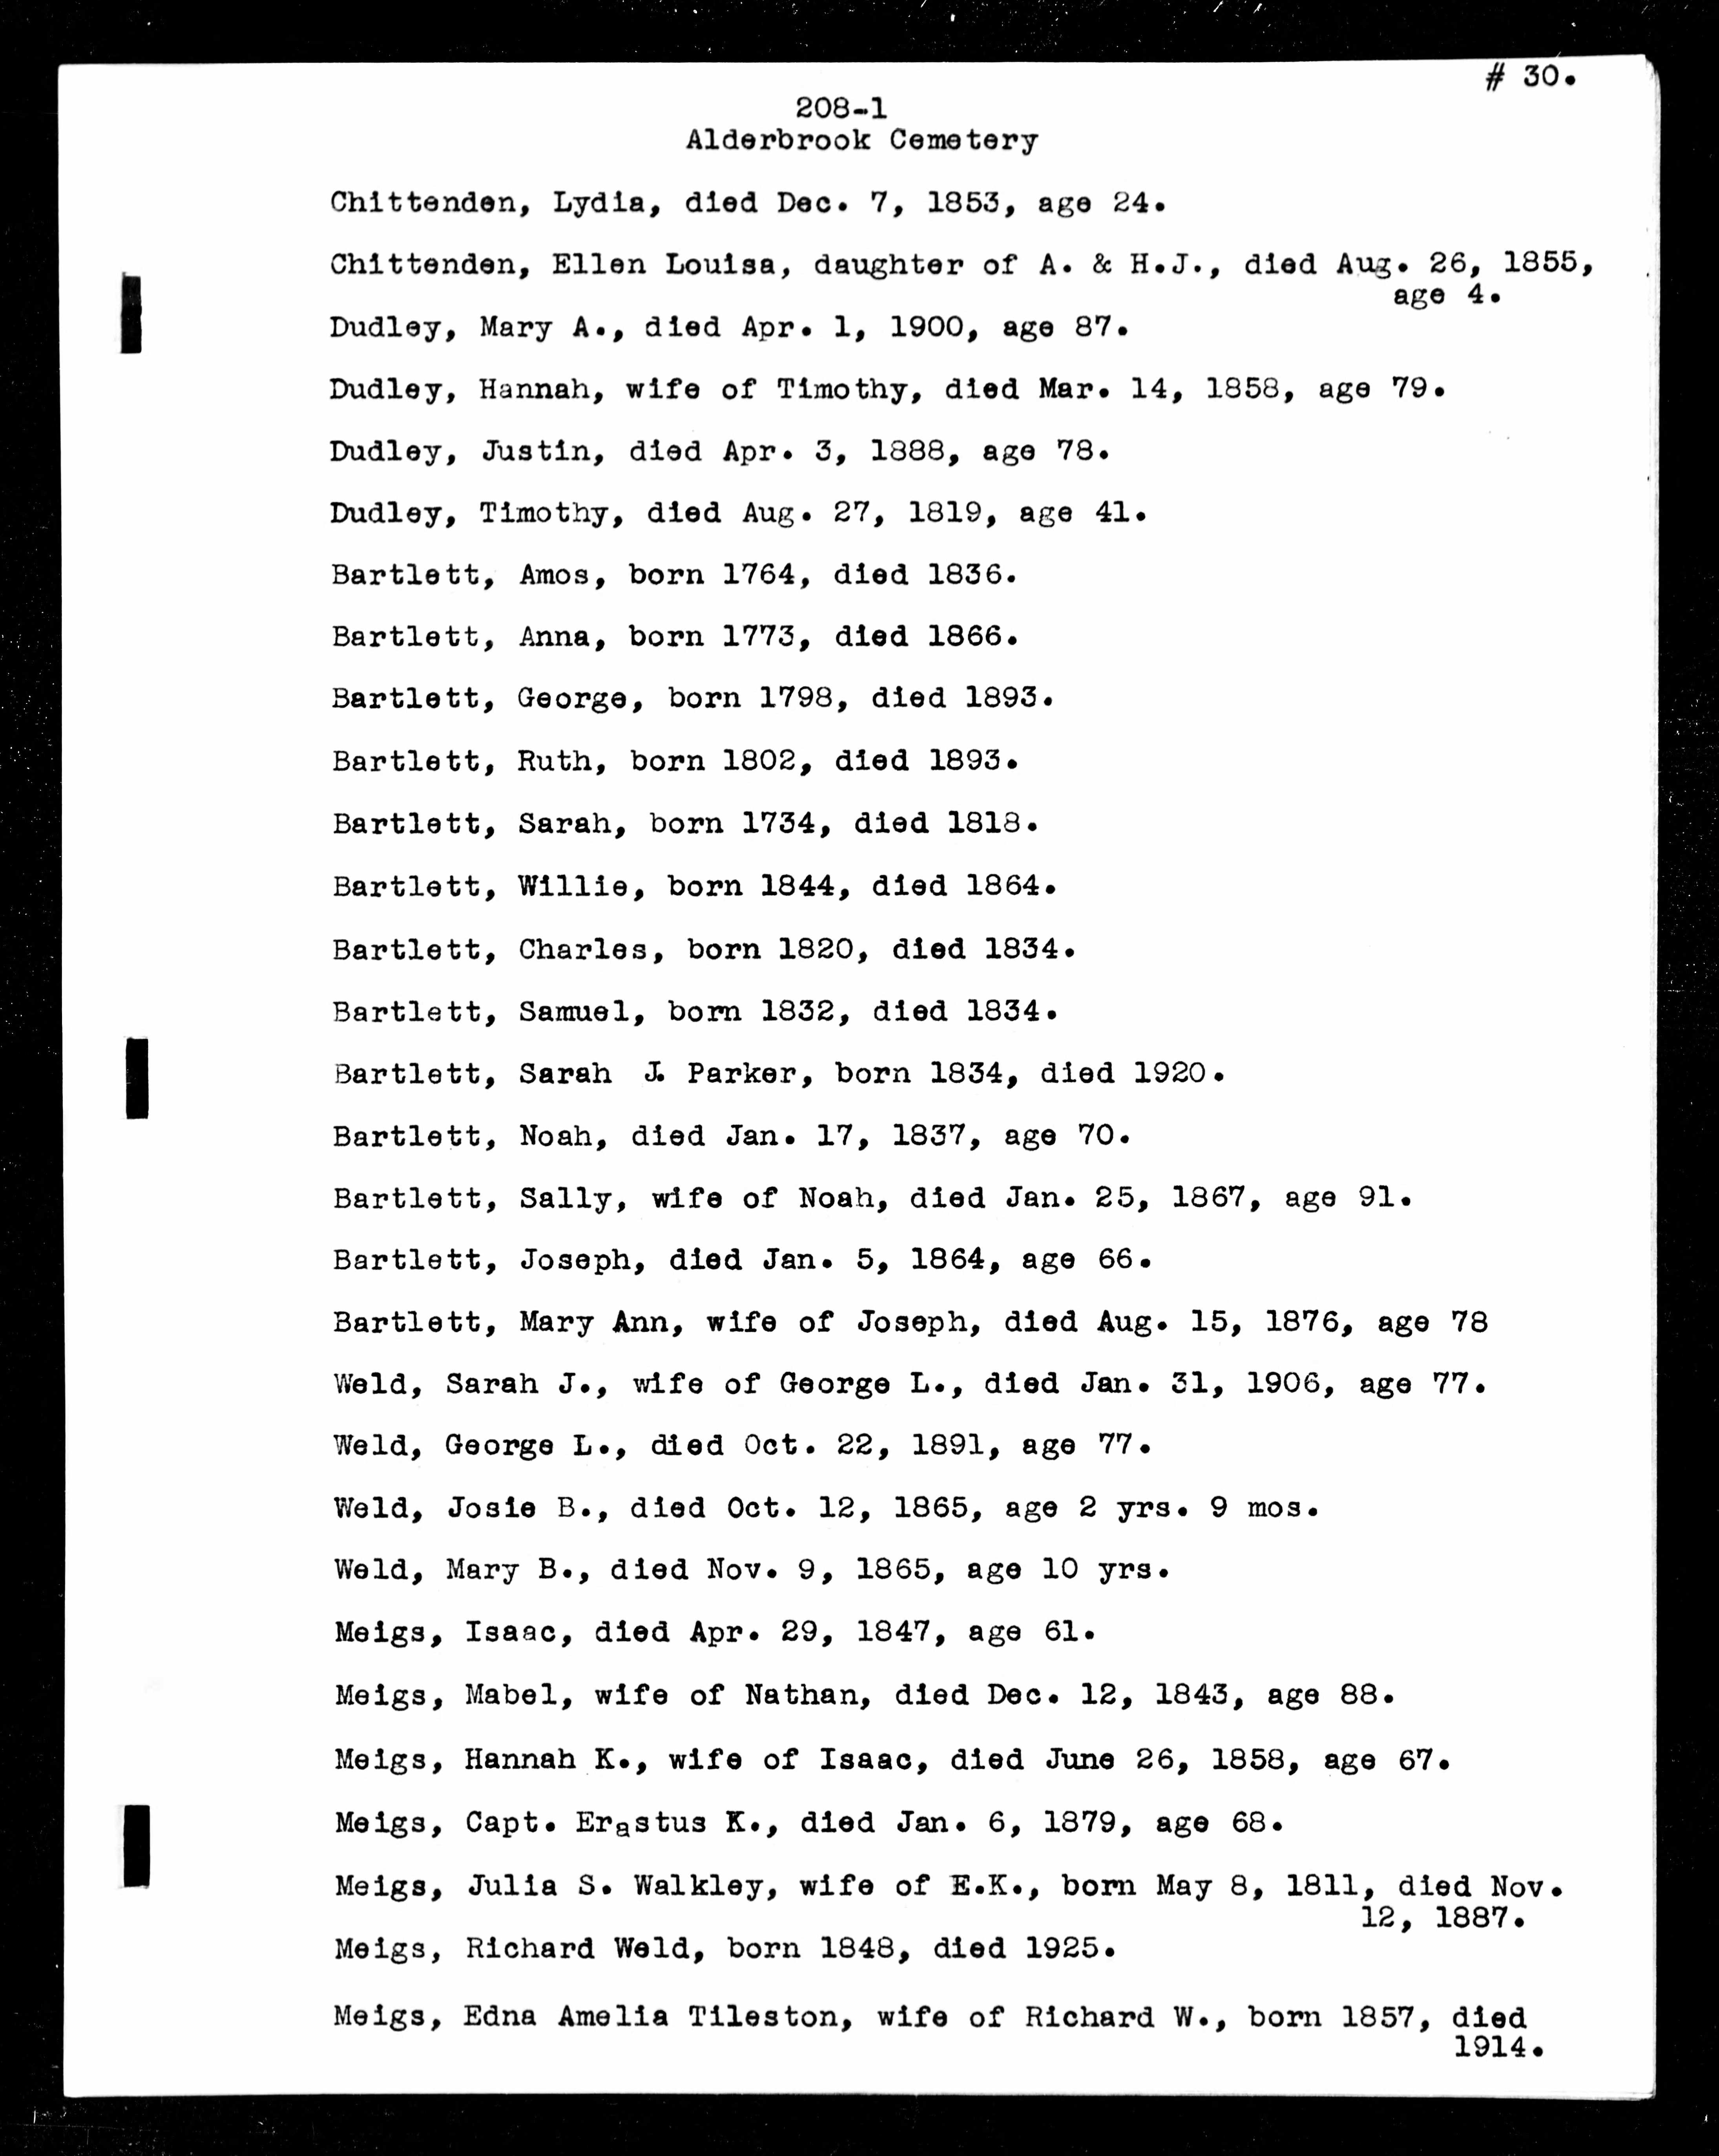 # 30.
208-1
Alderbrook Cemetery
Chittenden, Lydia, died Dec. 7, 1853, age 24.
Chittenden, Ellen Louisa, daughter of A. & H.J., died Aug. 26, 1855,
age 4.
Dudley, Mary A., died Apr. 1, 1900, age 87.
Dudley, Hannah, wife of Timothy, died Mar. 14, 1858, age 79.
Dudley, Justin, died Apr. 3, 1888, age 78.
Dudley, Timothy, died Aug. 27, 1819, age 41.
Bartlett, Amos, born 1764, died 1836.
Bartlett, Anna, born 1773, died 1866.
Bartlett, George, born 1798, died 1893.
Bartlett, Ruth, born 1802, died 1893.
Bartlett, Sarah, born 1734, died 1818.
Bartlett, Willie, born 1844, died 1864.
Bartlett, Charles, born 1820, died 1834.
Bartlett, Samuel, born 1832, died 1834.
Bartlett, Sarah J. Parker, born 1834, died 1920.
Bartlett, Noah, died Jan. 17, 1837, age 70.
Bartlett, Sally, wife of Noah, died Jan. 25, 1867, age 91.
Bartlett, Joseph, died Jan. 5, 1864, age 66.
Bartlett, Mary Ann, wife of Joseph, died Aug. 15, 1876, age 78
Weld, Sarah J., wife of George L., died Jan. 31, 1906, age 77.
Weld, George L., died Oct. 22, 1891, age 77.
Weld, Josie B., died Oct. 12, 1865, age 2 yrs. 9 mos.
Weld, Mary B., died Nov. 9, 1865, age 10 yrs.
Meigs, Isaac, died Apr. 29, 1847, age 61.
Meigs, Mabel, wife of Nathan, died Dec. 12, 1843, age 88.
Meigs, Hannah K., wife of Isaac, died June 26, 1858, age 67.
Meigs, Capt. Erastus K., died Jan. 6, 1879, age 68.
Meigs, Julia S. Walkley, wife of E.K., born May 8, 1811, died Nov.
12, 1887.
Meigs, Richard Weld, born 1848, died 1925.
Meigs, Edna Amelia Tileston, wife of Richard W., born 1857, died
1914.